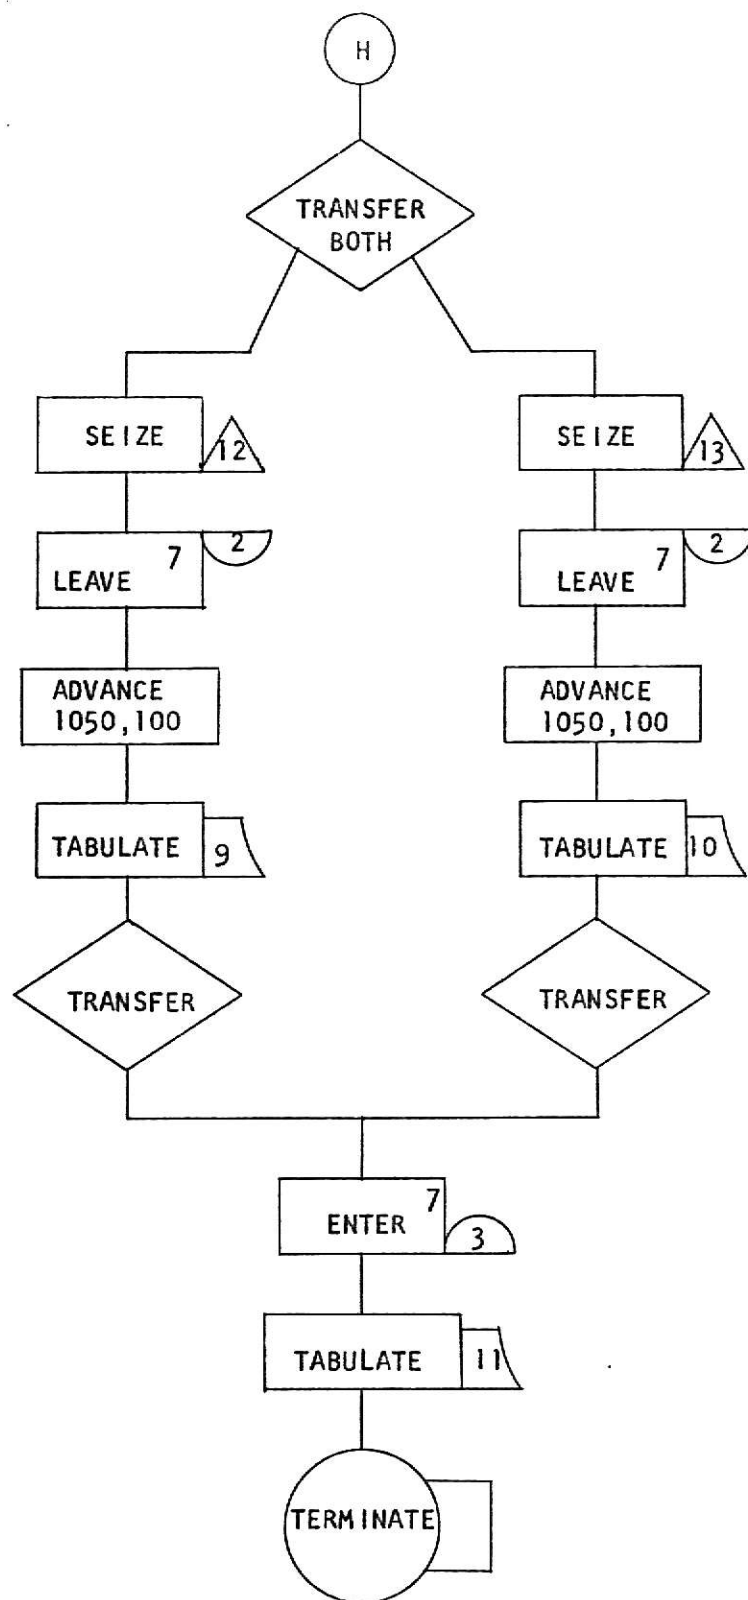 H
TRANSFER
BOTH
SEIZE 12
SEIZE 13
7 2
LEAVE
7 2
LEAVE
ADVANCE
1050,100
ADVANCE
1050,100
TABULATE 9
TABULATE 10
TRANSFER
TRANSFER
7
ENTER 3
TABULATE 11
TERMINATE